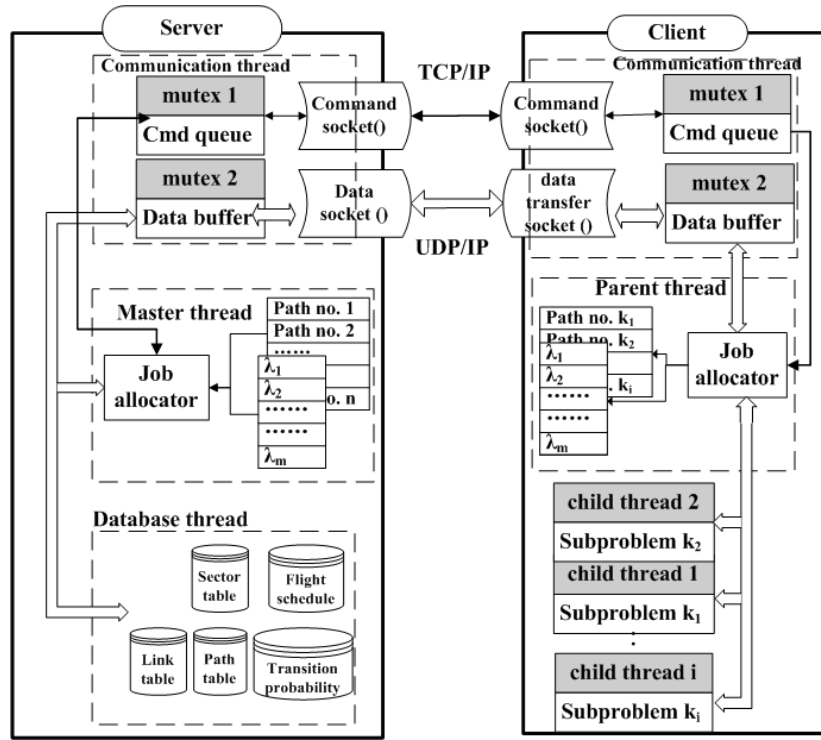 Server
Communication thread
mutex 1
Cmd queue
Command
socket()
mutex 2
Data buffer
Data
socket ()
TCP/IP
UDP/IP
Master thread
Job
allocator
Path no. 1
Path no. 2
......
o. n
λ1
λ2
......
......
λm
Database thread
Sector
table
Flight
schedule
Link
table
Path
table
Transition
probability
Client
Communication thread
Command
socket()
mutex 1
Cmd queue
data
transfer
socket ()
mutex 2
Data buffer
Parent thread
Path no. k1
Path no. k2
. ki
λ1
λ2
......
......
λm
Job
allocator
child thread 2
Subproblem k2
child thread 1
Subproblem k1
:
child thread i
Subproblem ki